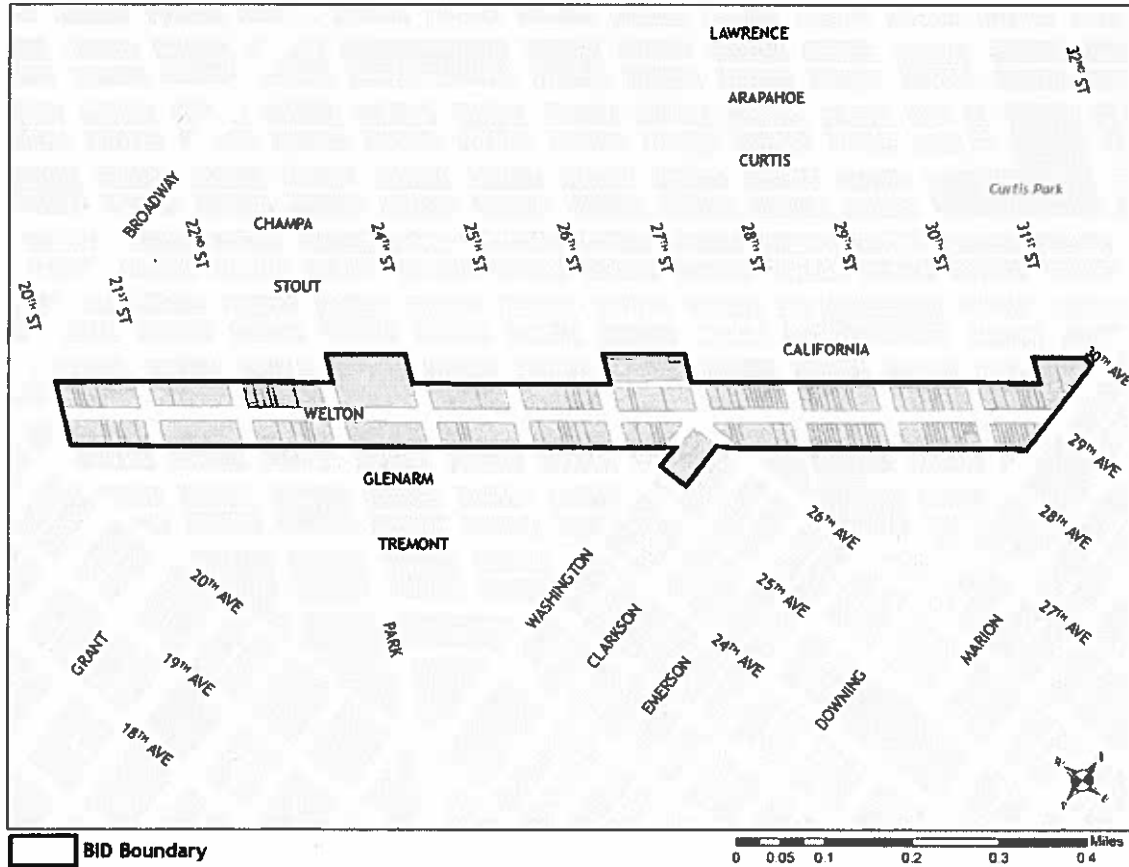 LAWRENCE
32ND ST
ARAPAHOE
CURTIS
Curtis Park
BROADWAY
22ND ST
CHAMPA
24TH ST
25TH ST
26TH ST
27TH ST
28TH ST
29TH ST
30TH ST
31ST ST
20TH ST
21ST ST
STOUT
CALIFORNIA
30TH AVE
WELTON
29TH AVE
GLENARM
26TH AVE
28TH AVE
TREMONT
20TH AVE
WASHINGTON
25TH AVE
27TH AVE
GRANT
19TH AVE
PARK
CLARKSON
24TH AVE
MARION
EMERSON
DOWNING
18TH AVE
BID Boundary
Miles
0 0.05 0.1 0.2 0.3 0.4